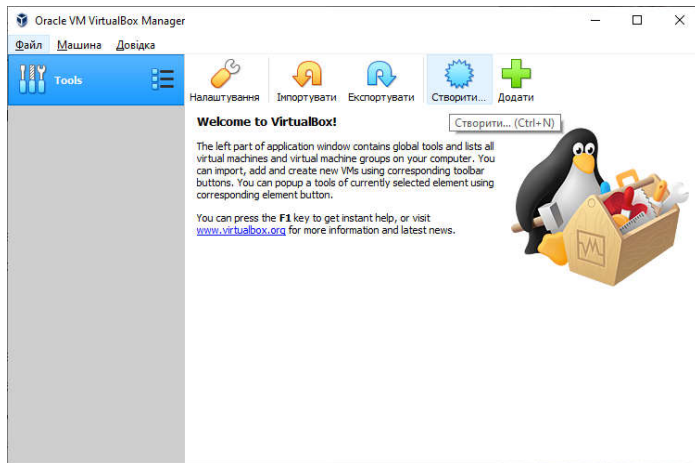 Oracle VM VirtualBox Manager
Файл Машина Довідка
Tools
Налаштування Імпортувати Експортувати Створити... Додати
Створити... (Ctrl+N)
Welcome to VirtualBox!
The left part of application window contains global tools and lists all
virtual machines and virtual machine groups on your computer. You
can import, add and create new VMs using corresponding toolbar
buttons. You can popup a tools of currently selected element using
corresponding element button.
You can press the F1 key to get instant help, or visit
www.virtualbox.org for more information and latest news.